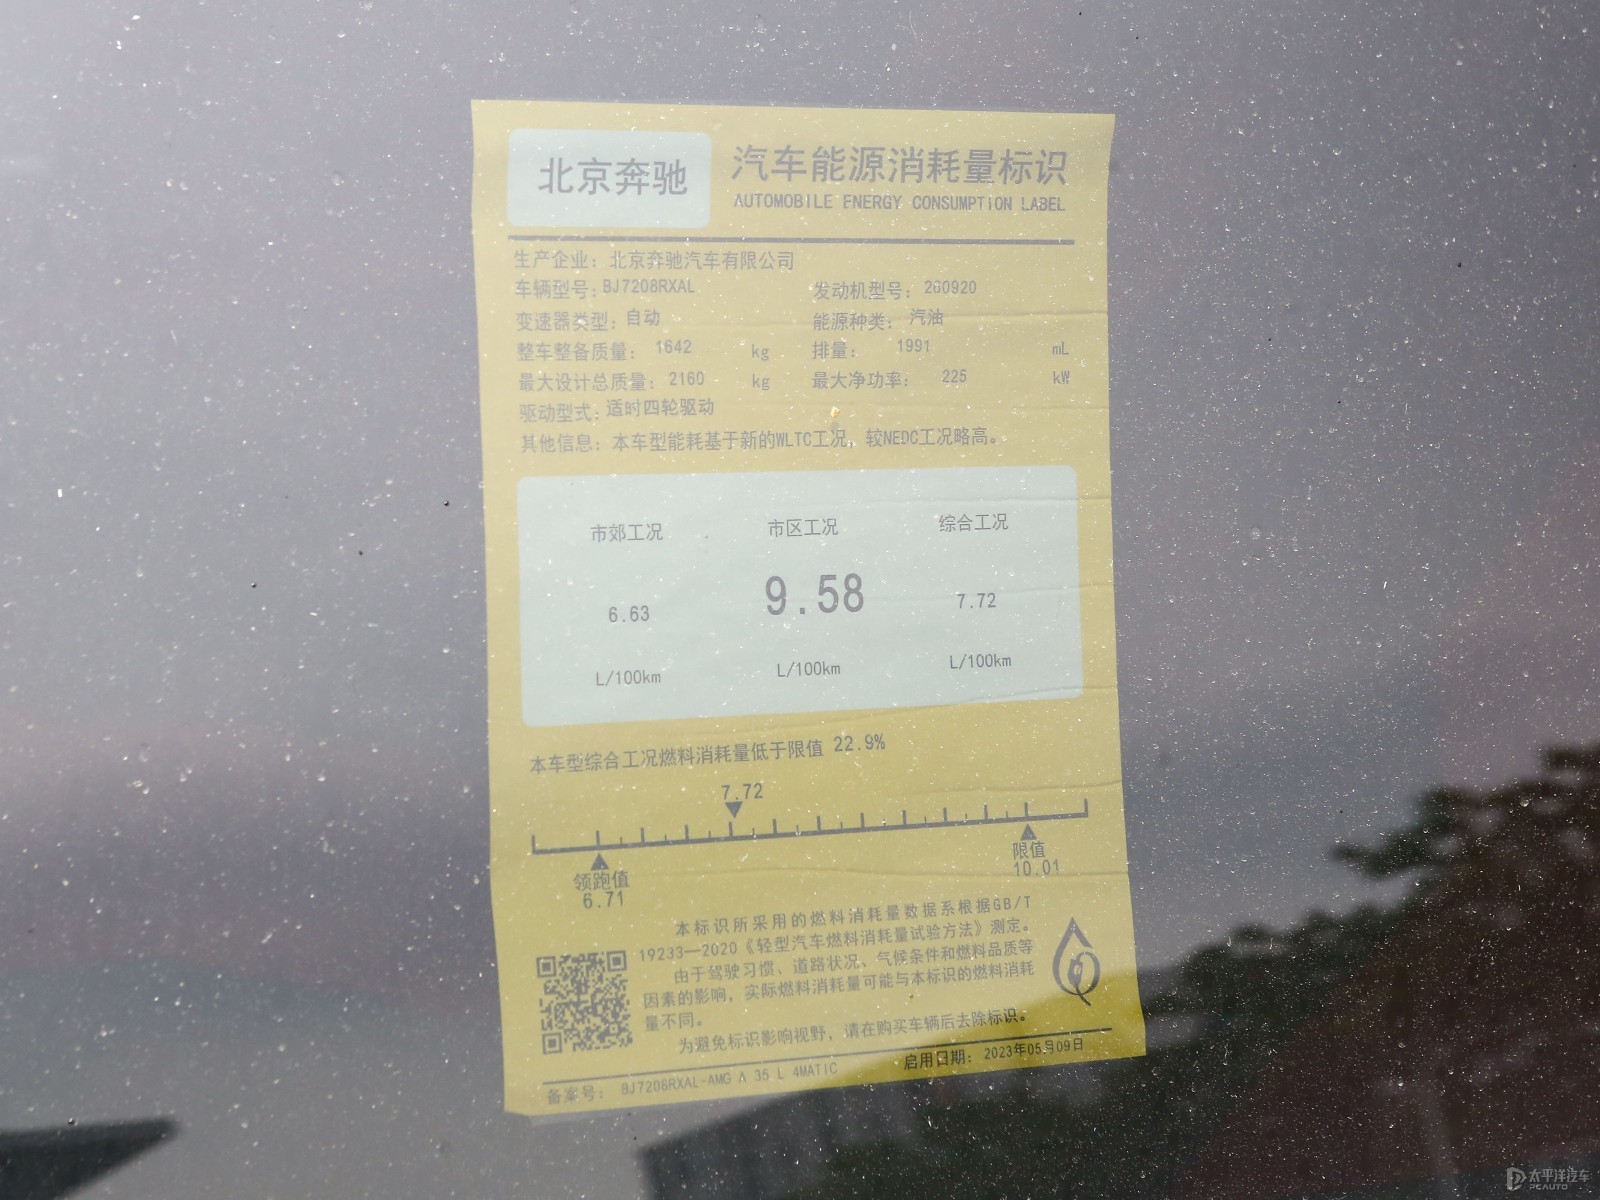 北京奔驰
汽车能源消耗量标识
AUTOMOBILE ENERGY CONSUMPTION LABEL
生产企业：北京奔驰汽车有限公司
车辆型号：BJ7208RXAL 发动机型号：260920
变速器类型：自动 能源种类：汽油
整车整备质量：1642 kg 排量：1991 mL
最大设计总质量：2160 kg 最大净功率：225 kW
驱动型式：适时四轮驱动
其他信息：本车型能耗基于新的WLTC工况，较NEDC工况略高。
市郊工况 市区工况 综合工况
6.63 9.58 7.72
L/100km L/100km L/100km
本车型综合工况燃料消耗量低于限值 22.9%
7.72
领跑值 限值
6.71 10.01
本标识所采用的燃料消耗量数据系根据GB/T
19233—2020《轻型汽车燃料消耗量试验方法》测定。
由于驾驶习惯、道路状况、气候条件和燃料品质等
因素的影响，实际燃料消耗量可能与本标识的燃料消耗
量不同。
为避免标识影响视野，请在购买车辆后去除标识。
备案号：BJ7208RXAL-AMG A 35 L 4MATIC 启用日期：2023年05月09日
太平洋汽车
PCAUTO